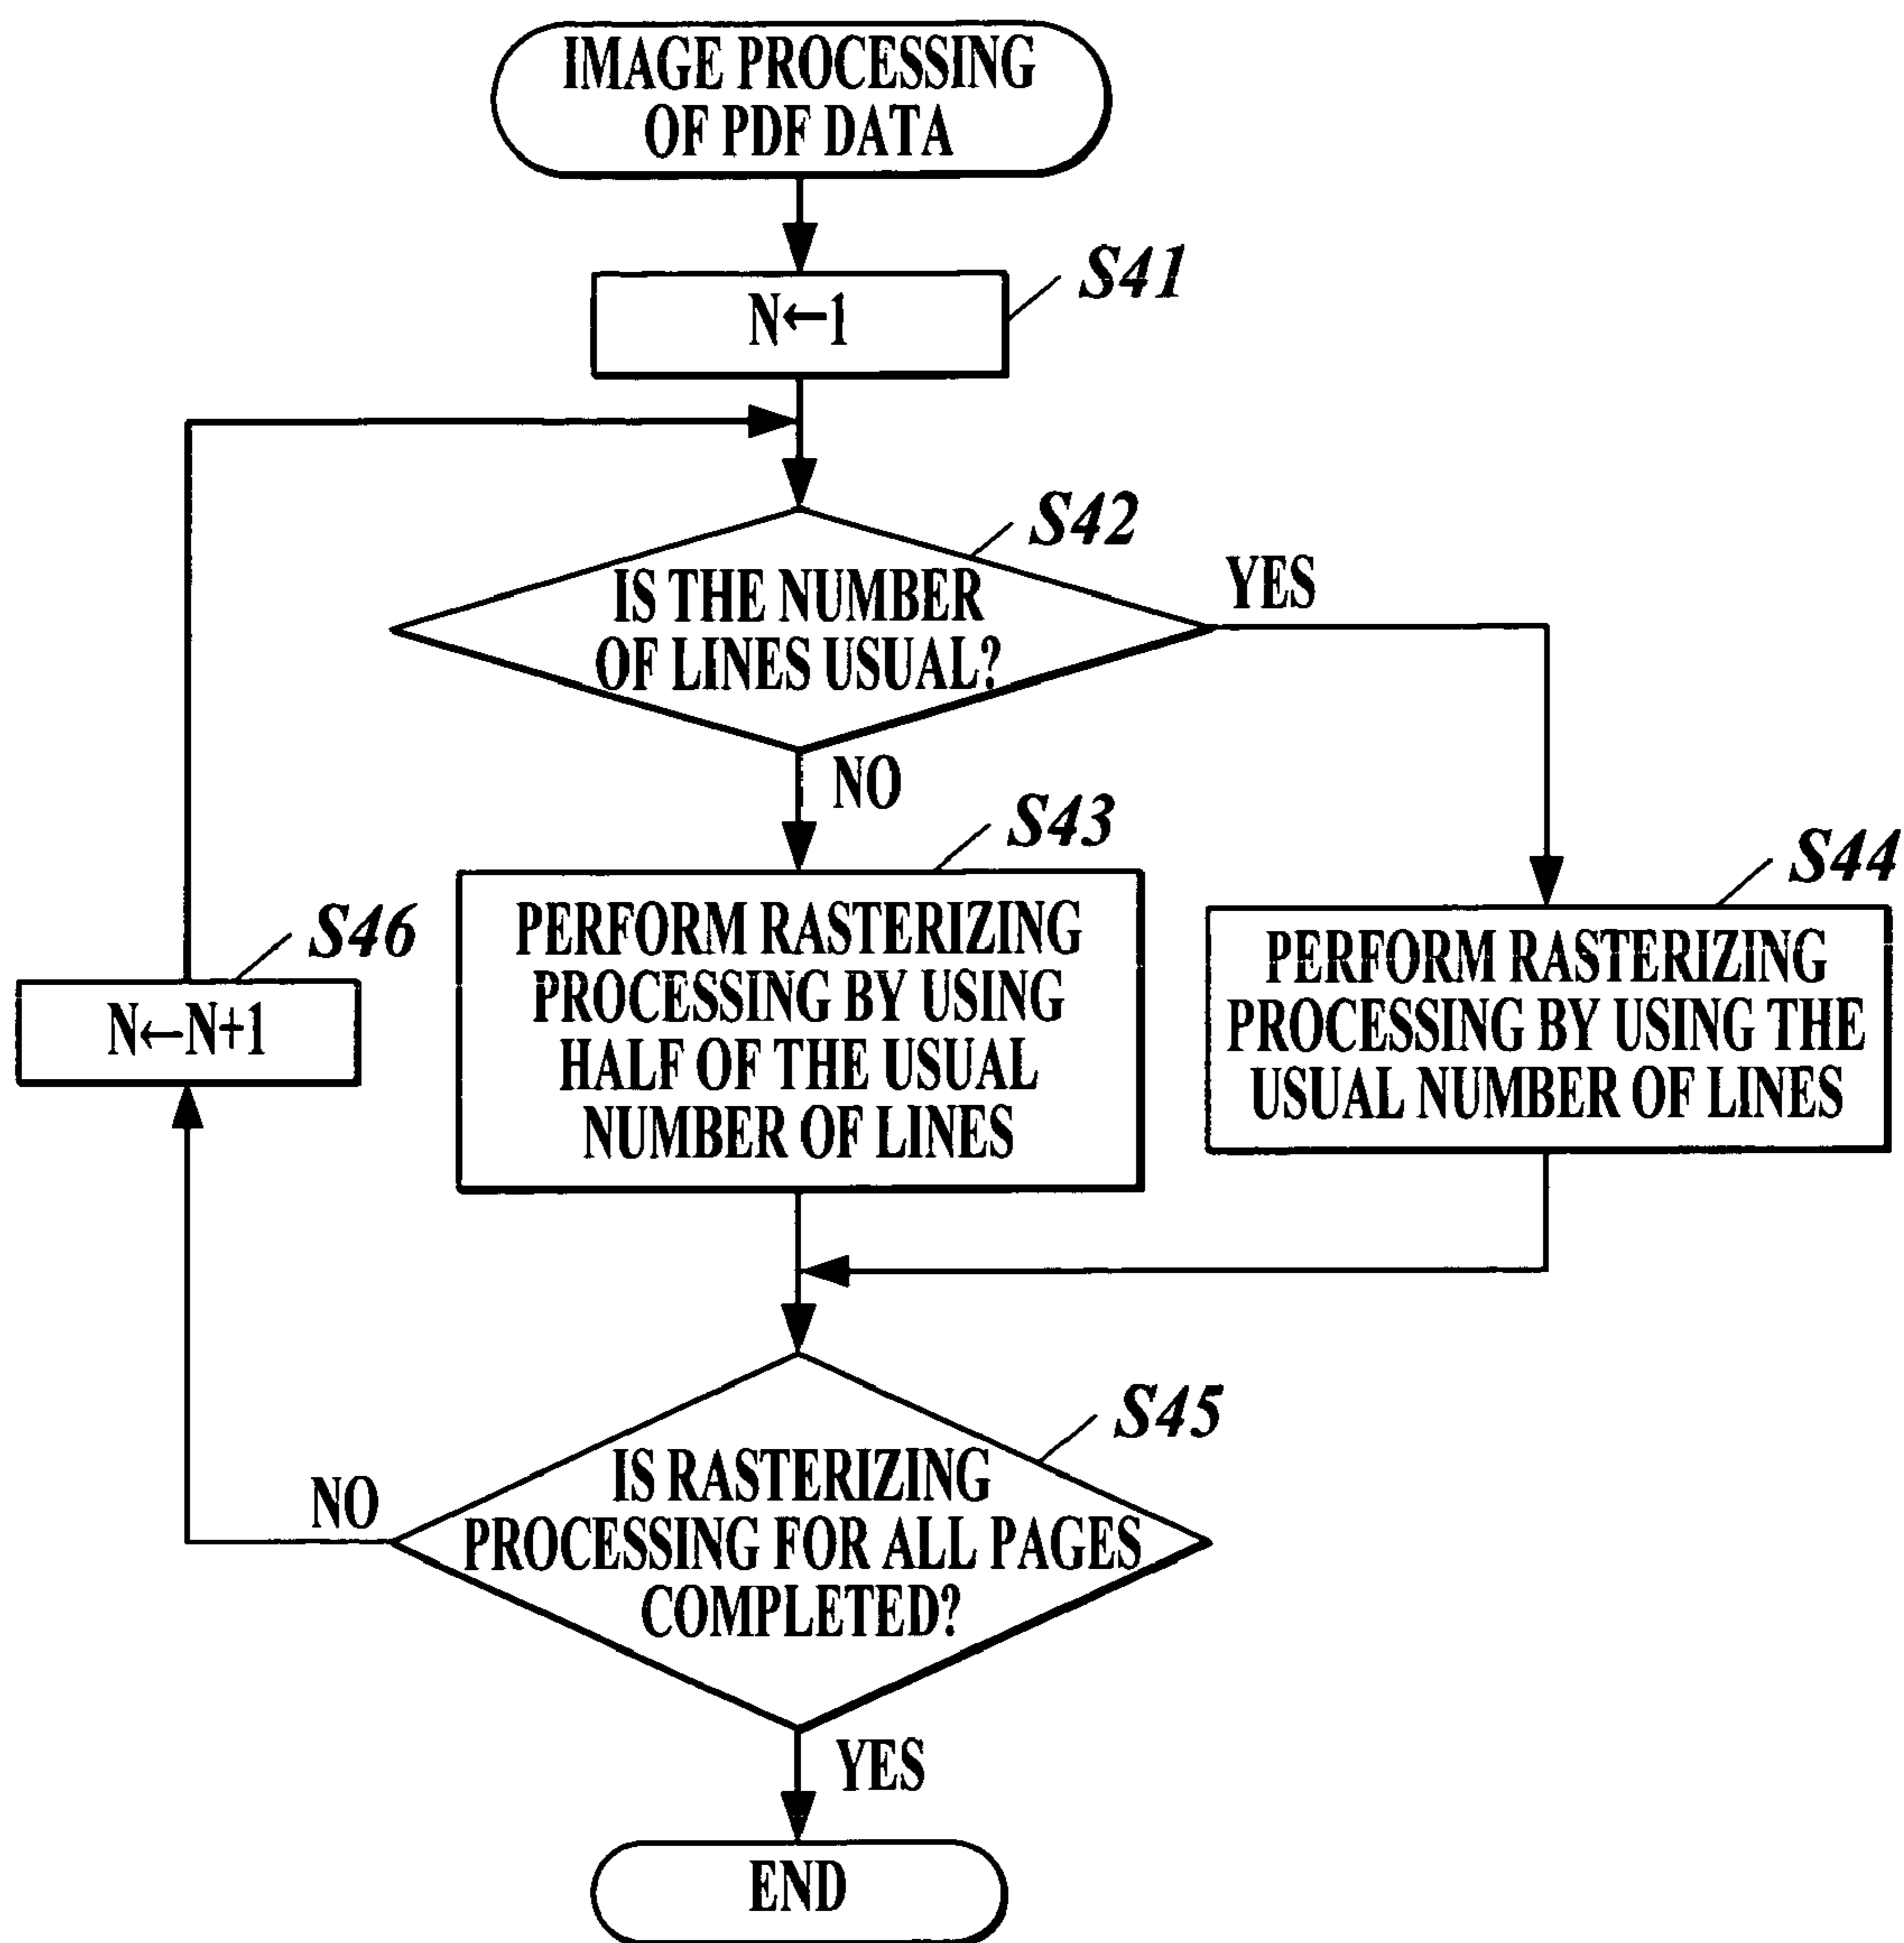 IMAGE PROCESSING
OF PDF DATA
S41
N←1
S42
IS THE NUMBER
OF LINES USUAL?
YES
NO
S43
PERFORM RASTERIZING
PROCESSING BY USING
HALF OF THE USUAL
NUMBER OF LINES
S44
PERFORM RASTERIZING
PROCESSING BY USING THE
USUAL NUMBER OF LINES
S46
N←N+1
S45
IS RASTERIZING
PROCESSING FOR ALL PAGES
COMPLETED?
NO
YES
END